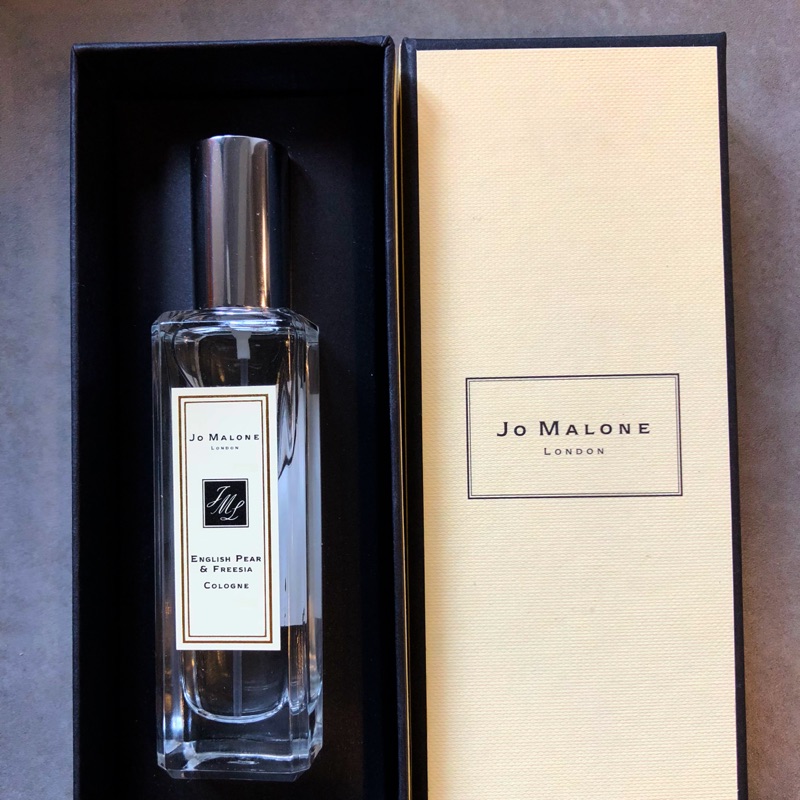 Jo Malone
London
JML
English Pear
& Freesia
Cologne
Jo Malone
London